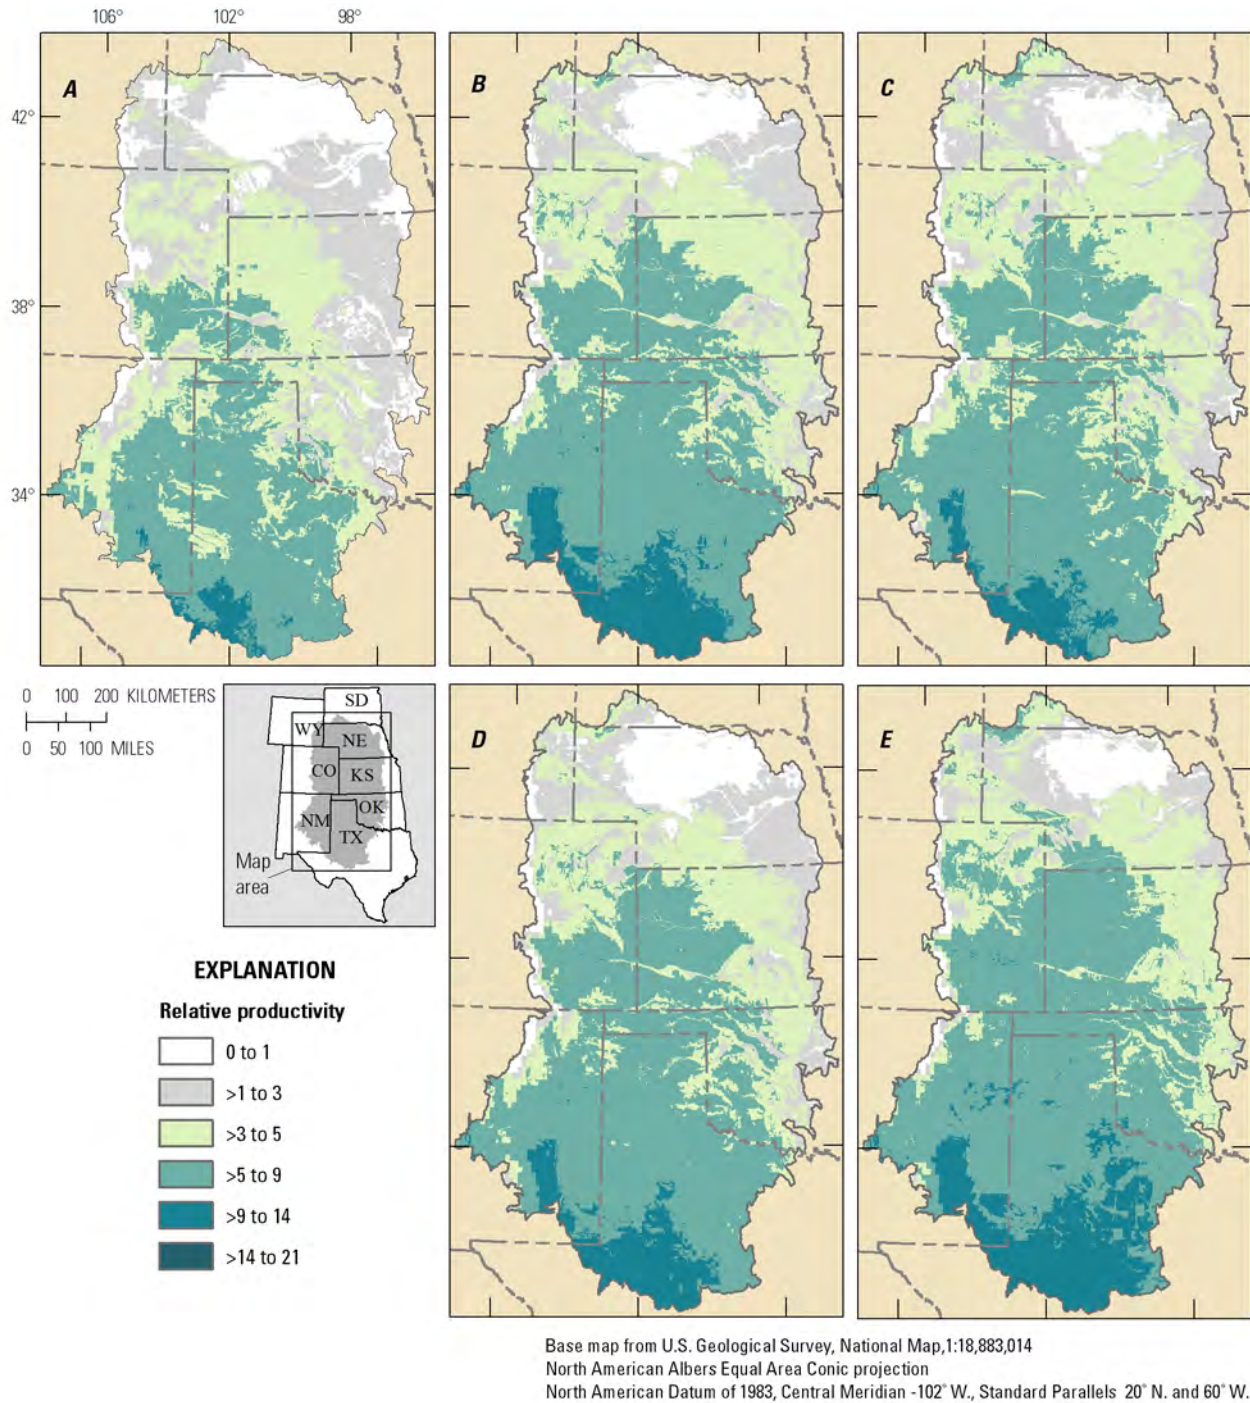 106° 102° 98°
A
B
C
42°
38°
34°
0 100 200 KILOMETERS
0 50 100 MILES
SD
WY
NE
CO
KS
OK
NM
TX
Map
area
D
E
EXPLANATION
Relative productivity
0 to 1
>1 to 3
>3 to 5
>5 to 9
>9 to 14
>14 to 21
Base map from U.S. Geological Survey, National Map,1:18,883,014
North American Albers Equal Area Conic projection
North American Datum of 1983, Central Meridian -102° W., Standard Parallels 20° N. and 60° W.